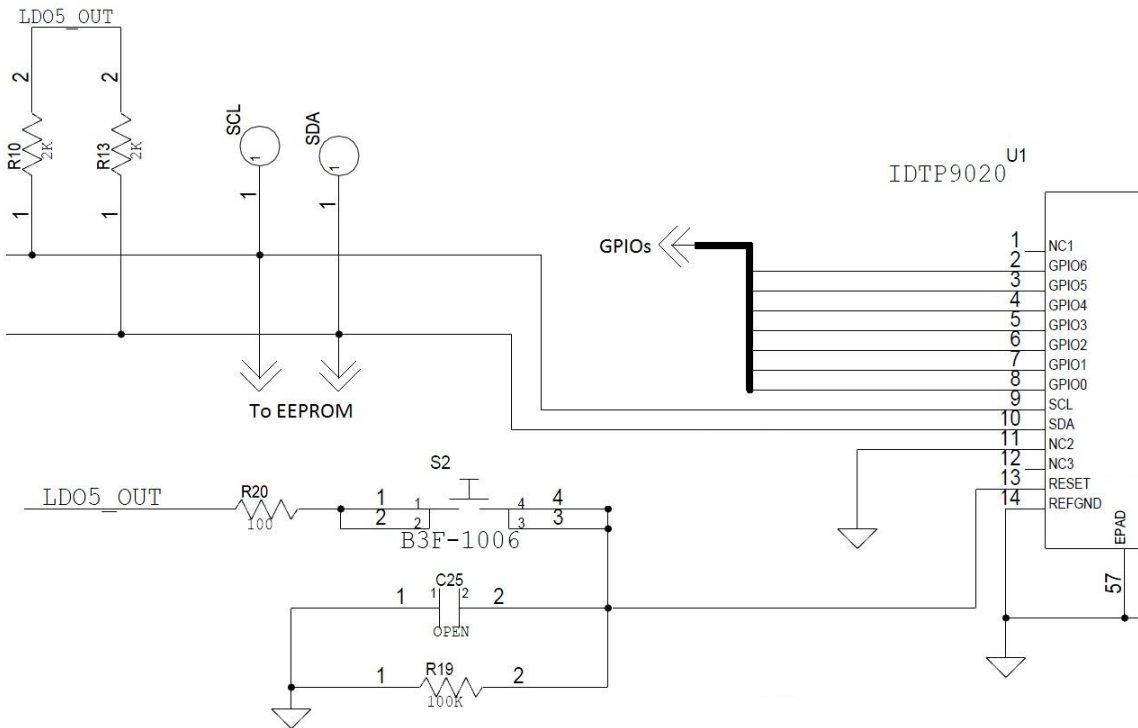 LDO5_OUT
2
2
R10
2K
R13
2K
1
1
SCL
1
1
SDA
1
1
To EEPROM
GPIOs
U1
IDTP9020
1 NC1
2 GPIO6
3 GPIO5
4 GPIO4
5 GPIO3
6 GPIO2
7 GPIO1
8 GPIO0
9 SCL
10 SDA
11 NC2
12 NC3
13 RESET
14 REFGND
EPAD
57
LDO5_OUT
R20
100
S2
1 1 4 4
2 2 3 3
B3F-1006
C25
1 1 2 2
OPEN
1 R19 2
100K